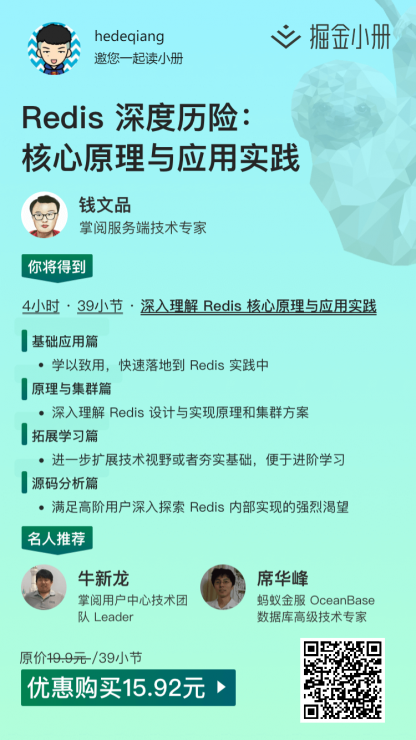 hedeqiang
邀您一起读小册
掘金小册
Redis 深度历险：
核心原理与应用实践
钱文品
掌阅服务端技术专家
你将得到
4小时 · 39小节 · 深入理解 Redis 核心原理与应用实践
基础应用篇
• 学以致用，快速落地到 Redis 实践中
原理与集群篇
• 深入理解 Redis 设计与实现原理和集群方案
拓展学习篇
• 进一步扩展技术视野或者夯实基础，便于进阶学习
源码分析篇
• 满足高阶用户深入探索 Redis 内部实现的强烈渴望
名人推荐
牛新龙
掌阅用户中心技术团
队 Leader
席华峰
蚂蚁金服 OceanBase
数据库高级技术专家
原价19.9元 /39小节
优惠购买15.92元